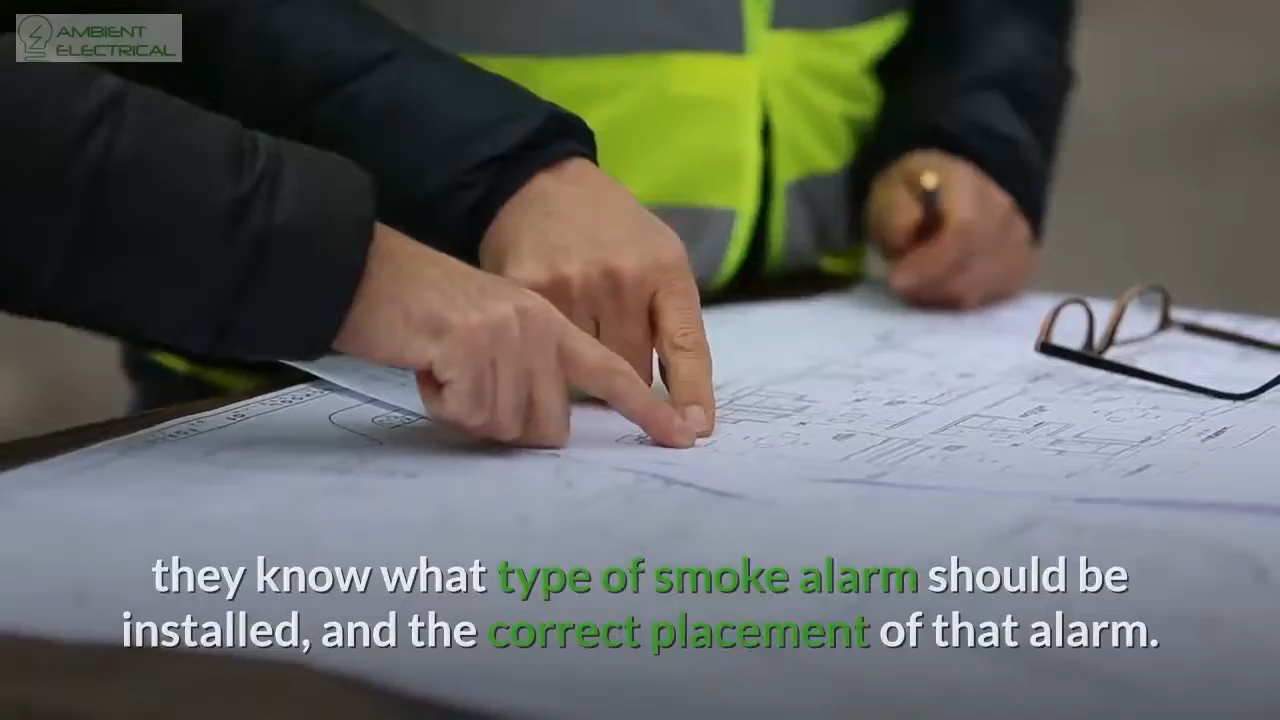 AMBIENT
ELECTRICAL
they know what type of smoke alarm should be
installed, and the correct placement of that alarm.